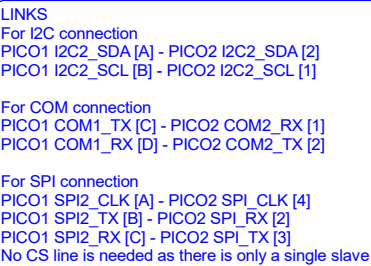 LINKS
For I2C connection
PICO1 I2C2_SDA [A] - PICO2 I2C2_SDA [2]
PICO1 I2C2_SCL [B] - PICO2 I2C2_SCL [1]
For COM connection
PICO1 COM1_TX [C] - PICO2 COM2_RX [1]
PICO1 COM1_RX [D] - PICO2 COM2_TX [2]
For SPI connection
PICO1 SPI2_CLK [A] - PICO2 SPI_CLK [4]
PICO1 SPI2_TX [B] - PICO2 SPI_RX [2]
PICO1 SPI2_RX [C] - PICO2 SPI_TX [3]
No CS line is needed as there is only a single slave